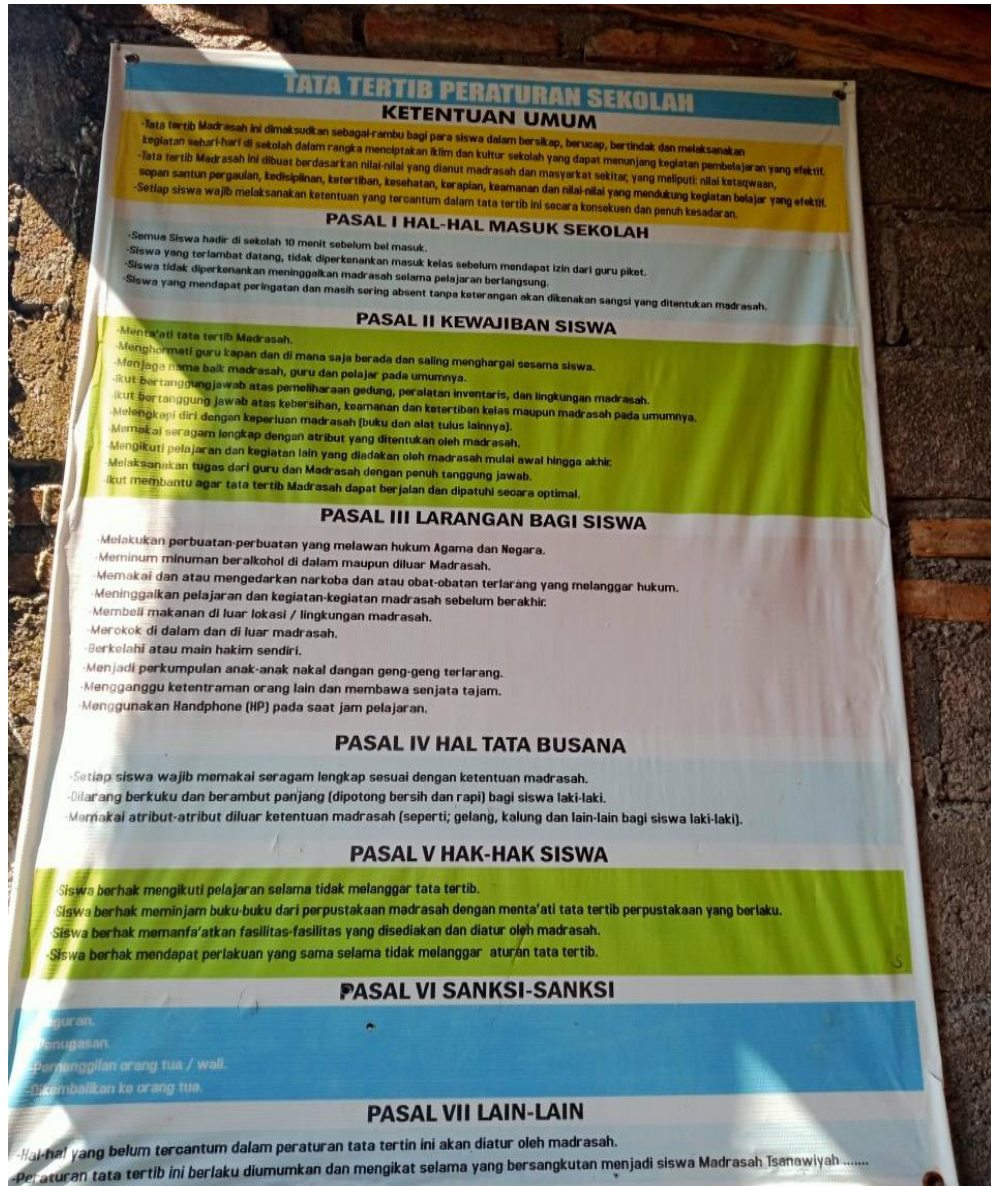 TATA TERTIB PERATURAN SEKOLAH
KETENTUAN UMUM
-Tata tertib Madrasah ini dimaksudkan sebagai-rambu bagi para siswa dalam bersikap, berucap, bertindak dan melaksanakan
kegiatan sehari-hari di sekolah dalam rangka menciptakan iklim dan kultur sekolah yang dapat menunjang kegiatan pembelajaran yang efektif.
-Tata tertib Madrasah ini dibuat berdasarkan nilai-nilai yang dianut madrasah dan masyarkat sekitar, yang meliputi: nilai ketaqwaan,
sopan santun pergaulan, kedisiplinan, ketertiban, kesehatan, kerapian, keamanan dan nilai-nilai yang mendukung kegiatan belajar yang efektif.
-Setiap siswa wajib melaksanakan ketentuan yang tercantum dalam tata tertib ini secara konsekuen dan penuh kesadaran.
PASAL I HAL-HAL MASUK SEKOLAH
-Semua Siswa hadir di sekolah 10 menit sebelum bel masuk.
-Siswa yang terlambat datang, tidak diperkenankan masuk kelas sebelum mendapat izin dari guru piket.
-Siswa tidak diperkenankan meninggalkan madrasah selama pelajaran berlangsung.
-Siswa yang mendapat peringatan dan masih sering absent tanpa keterangan akan dikenakan sangsi yang ditentukan madrasah.
PASAL II KEWAJIBAN SISWA
-Menta'ati tata tertib Madrasah.
-Menghormati guru kapan dan di mana saja berada dan saling menghargai sesama siswa.
-Menjaga nama baik madrasah, guru dan pelajar pada umumnya.
-Ikut bertanggungjawab atas pemeliharaan gedung, peralatan inventaris, dan lingkungan madrasah.
-Ikut bertanggung jawab atas kebersihan, keamanan dan ketertiban kelas maupun madrasah pada umumnya.
-Melengkapi diri dengan keperluan madrasah (buku dan alat tulus lainnya).
-Memakai seragam lengkap dengan atribut yang ditentukan oleh madrasah.
-Mengikuti pelajaran dan kegiatan lain yang diadakan oleh madrasah mulai awal hingga akhir.
-Melaksanakan tugas dari guru dan Madrasah dengan penuh tanggung jawab.
-Ikut membantu agar tata tertib Madrasah dapat berjalan dan dipatuhi secara optimal.
PASAL III LARANGAN BAGI SISWA
-Melakukan perbuatan-perbuatan yang melawan hukum Agama dan Negara.
-Meminum minuman beralkohol di dalam maupun diluar Madrasah.
-Memakai dan atau mengedarkan narkoba dan atau obat-obatan terlarang yang melanggar hukum.
-Meninggalkan pelajaran dan kegiatan-kegiatan madrasah sebelum berakhir.
-Membeli makanan di luar lokasi / lingkungan madrasah.
-Merokok di dalam dan di luar madrasah.
-Berkelahi atau main hakim sendiri.
-Menjadi perkumpulan anak-anak nakal dangan geng-geng terlarang.
-Mengganggu ketentraman orang lain dan membawa senjata tajam.
-Menggunakan Handphone (HP) pada saat jam pelajaran.
PASAL IV HAL TATA BUSANA
-Setiap siswa wajib memakai seragam lengkap sesuai dengan ketentuan madrasah.
-Dilarang berkuku dan berambut panjang (dipotong bersih dan rapi) bagi siswa laki-laki.
-Memakai atribut-atribut diluar ketentuan madrasah (seperti; gelang, kalung dan lain-lain bagi siswa laki-laki).
PASAL V HAK-HAK SISWA
-Siswa berhak mengikuti pelajaran selama tidak melanggar tata tertib.
-Siswa berhak meminjam buku-buku dari perpustakaan madrasah dengan menta'ati tata tertib perpustakaan yang berlaku.
-Siswa berhak memanfa'atkan fasilitas-fasilitas yang disediakan dan diatur oleh madrasah.
-Siswa berhak mendapat perlakuan yang sama selama tidak melanggar aturan tata tertib.
PASAL VI SANKSI-SANKSI
-Teguran.
-Penugasan.
-Pemanggilan orang tua / wali.
-Dikembalikan ke orang tua.
PASAL VII LAIN-LAIN
-Hal-hal yang belum tercantum dalam peraturan tata tertin ini akan diatur oleh madrasah.
-Peraturan tata tertib ini berlaku diumumkan dan mengikat selama yang bersangkutan menjadi siswa Madrasah Tsanawiyah .......